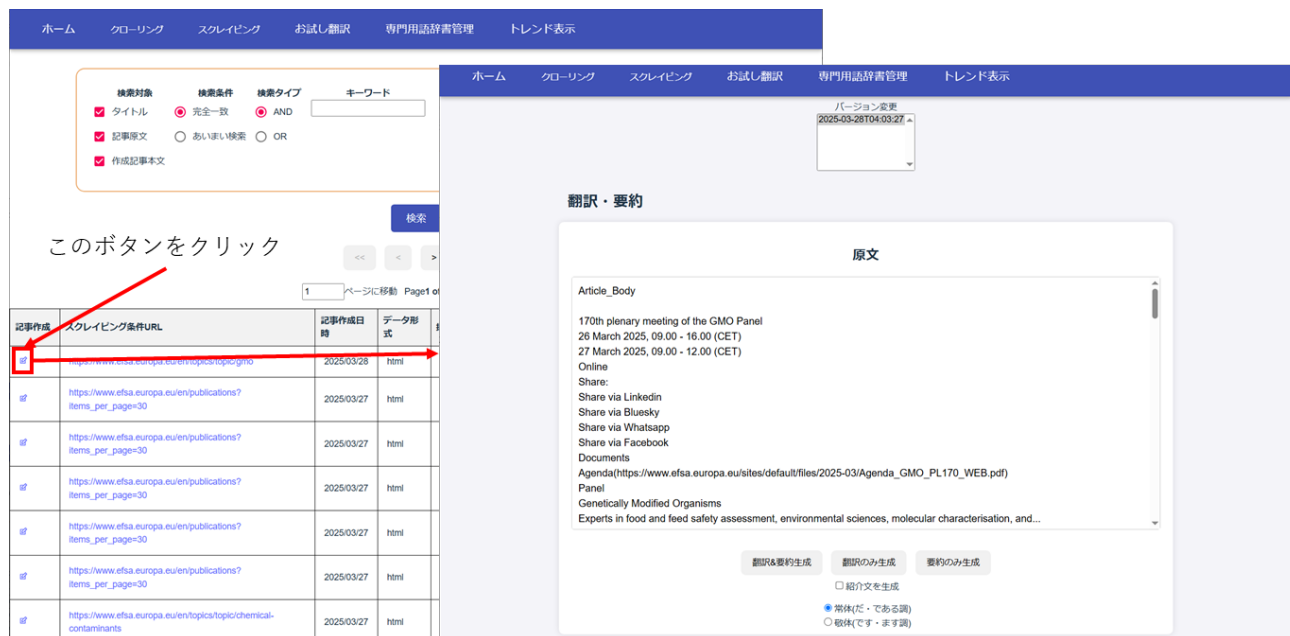 ホーム クローリング スクレイピング お試し翻訳 専門用語辞書管理 トレンド表示
検索対象 検索条件 検索タイプ キーワード
タイトル 完全一致 AND
記事原文 あいまい検索 OR
作成記事本文
検索
このボタンをクリック
<< < >
1 ページに移動 Page1 of
記事作成 スクレイピング条件URL 記事作成日時 データ形式
https://www.efsa.europa.eu/en/topics/topic/gmo 2025/03/28 html
https://www.efsa.europa.eu/en/publications?
items_per_page=30 2025/03/27 html
https://www.efsa.europa.eu/en/publications?
items_per_page=30 2025/03/27 html
https://www.efsa.europa.eu/en/publications?
items_per_page=30 2025/03/27 html
https://www.efsa.europa.eu/en/publications?
items_per_page=30 2025/03/27 html
https://www.efsa.europa.eu/en/publications?
items_per_page=30 2025/03/27 html
https://www.efsa.europa.eu/en/topics/topic/chemical-
contaminants 2025/03/27 html
ホーム クローリング スクレイピング お試し翻訳 専門用語辞書管理 トレンド表示
バージョン変更
2025-03-28T04:03:27
翻訳・要約
原文
Article_Body
170th plenary meeting of the GMO Panel
26 March 2025, 09.00 - 16.00 (CET)
27 March 2025, 09.00 - 12.00 (CET)
Online
Share:
Share via Linkedin
Share via Bluesky
Share via Whatsapp
Share via Facebook
Documents
Agenda(https://www.efsa.europa.eu/sites/default/files/2025-03/Agenda_GMO_PL170_WEB.pdf)
Panel
Genetically Modified Organisms
Experts in food and feed safety assessment, environmental sciences, molecular characterisation, and...
翻訳&要約生成 翻訳のみ生成 要約のみ生成
紹介文を生成
常体(だ・である調)
敬体(です・ます調)